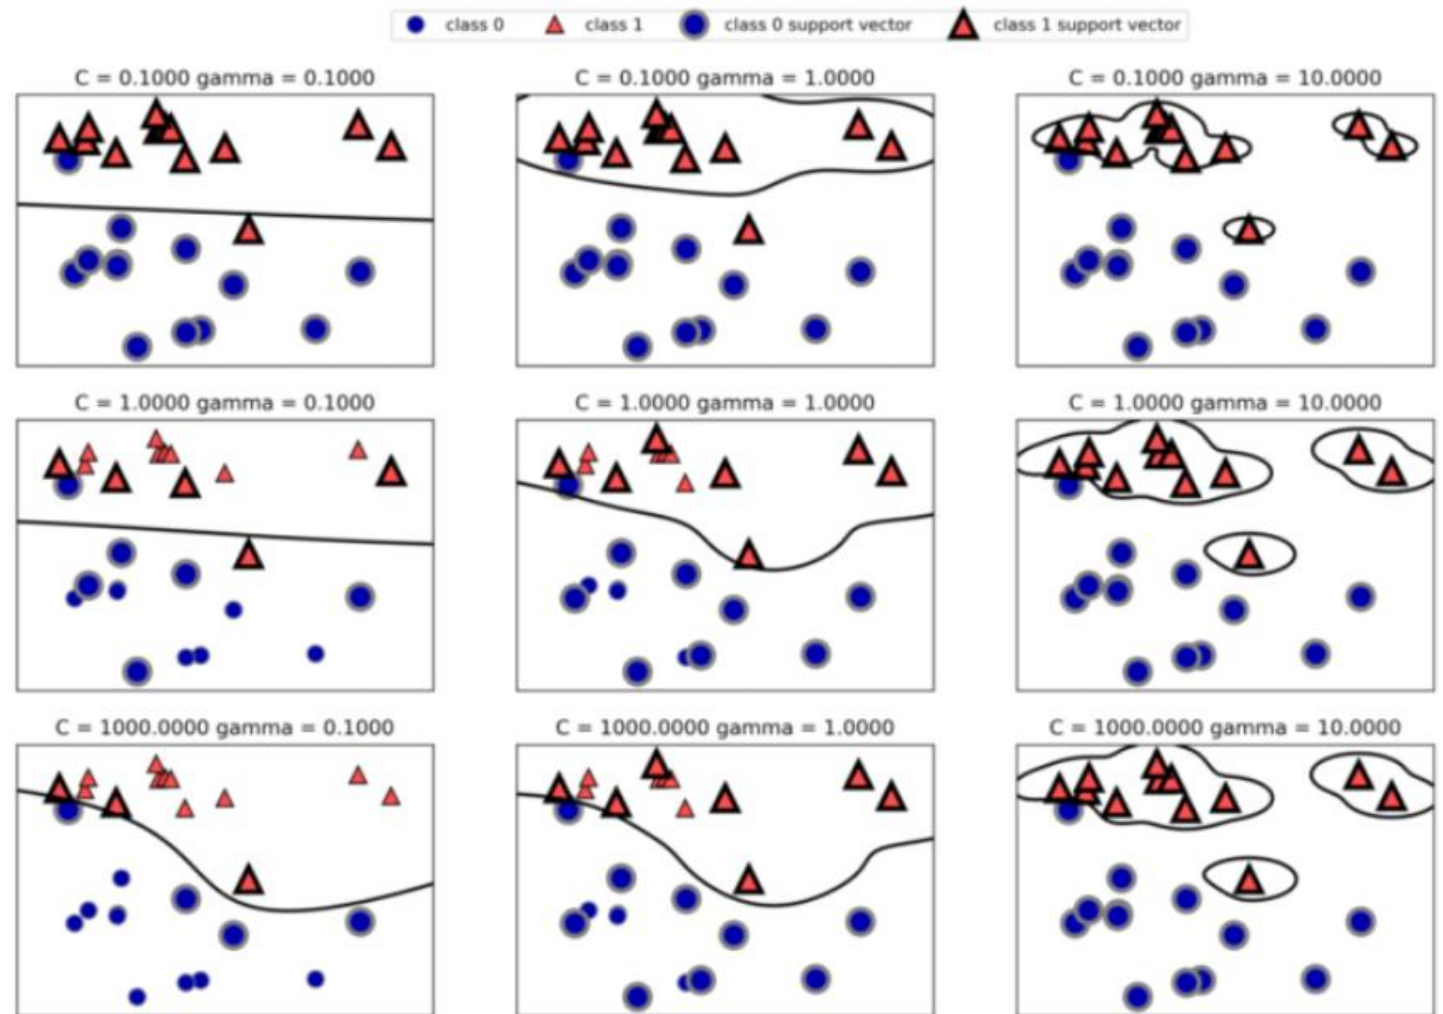 class 0 class 1 class 0 support vector class 1 support vector
C = 0.1000 gamma = 0.1000
C = 0.1000 gamma = 1.0000
C = 0.1000 gamma = 10.0000
C = 1.0000 gamma = 0.1000
C = 1.0000 gamma = 1.0000
C = 1.0000 gamma = 10.0000
C = 1000.0000 gamma = 0.1000
C = 1000.0000 gamma = 1.0000
C = 1000.0000 gamma = 10.0000